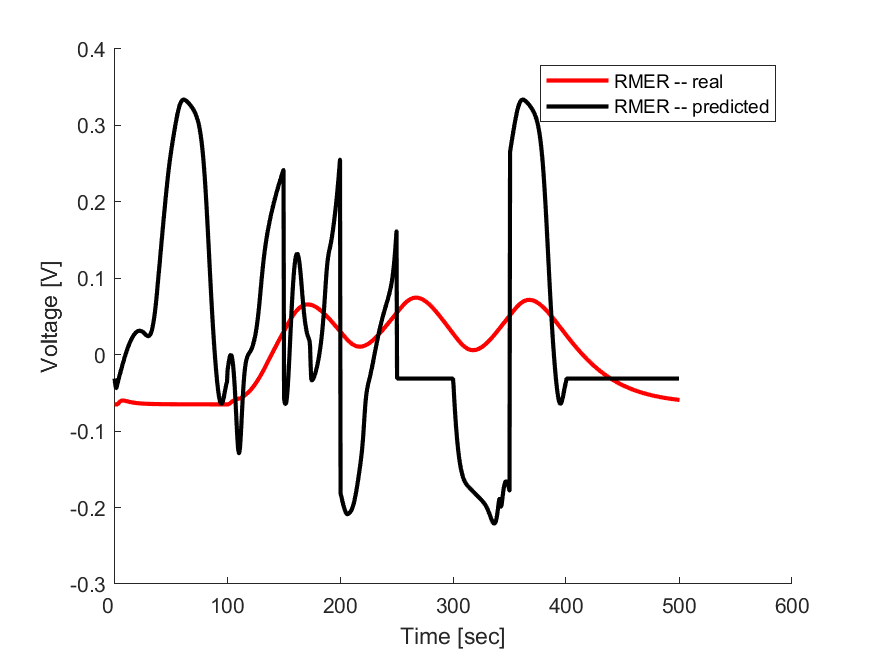 0.4
0.3
0.2
0.1
0
-0.1
-0.2
-0.3
Voltage [V]
RMER -- real
RMER -- predicted
0 100 200 300 400 500 600
Time [sec]